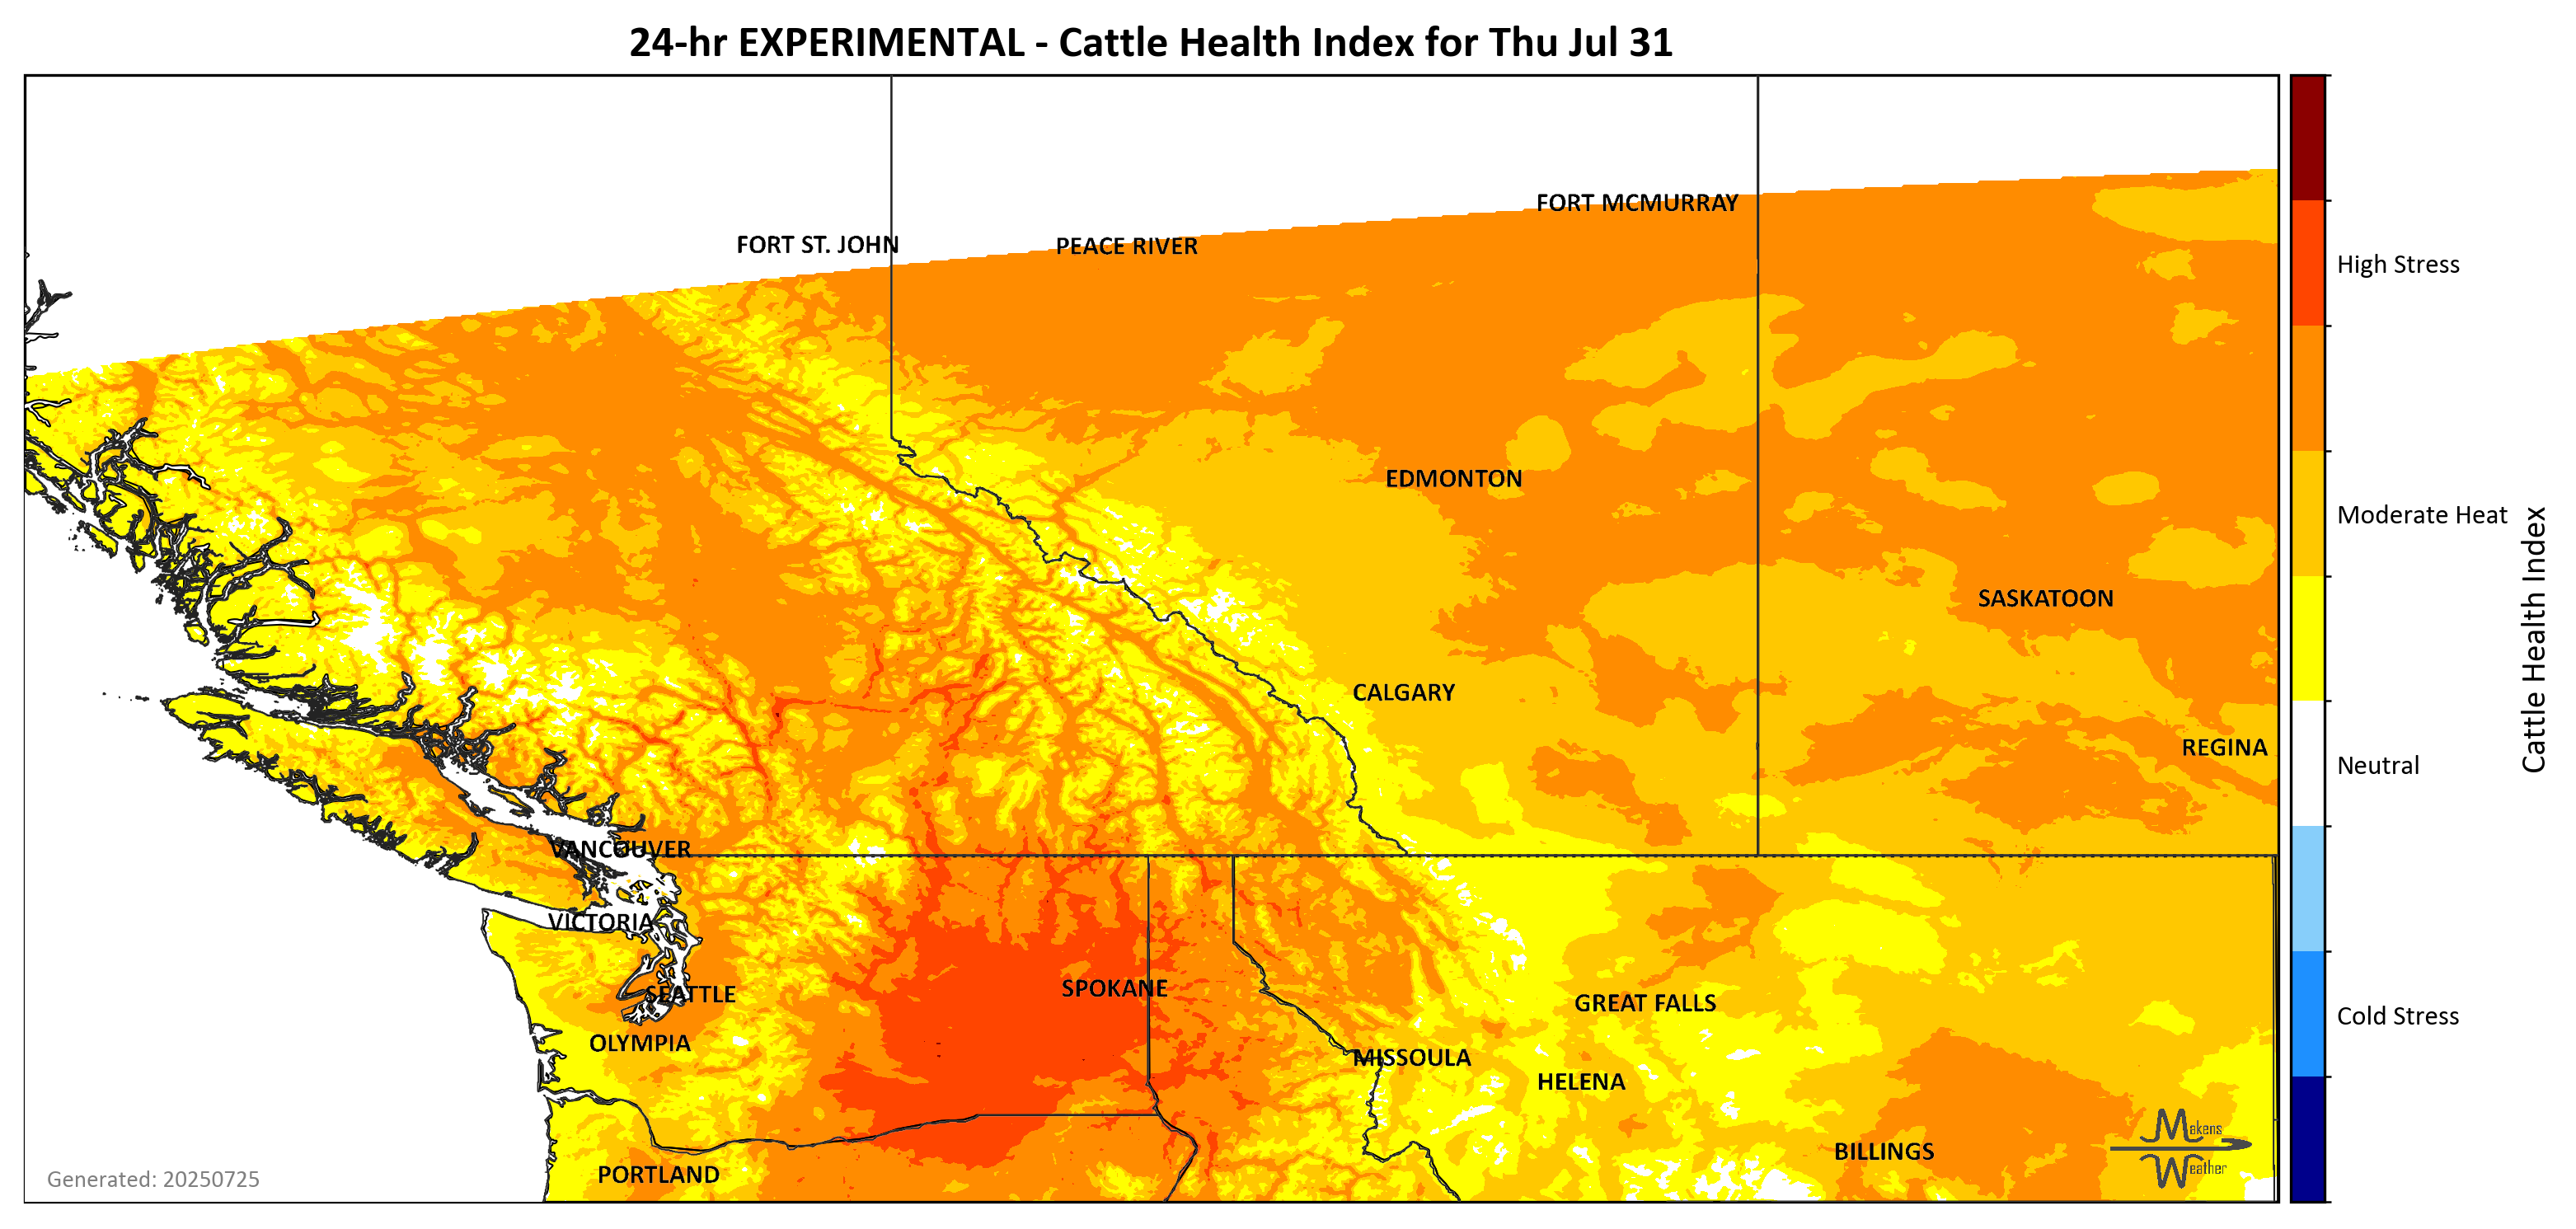 24-hr EXPERIMENTAL - Cattle Health Index for Thu Jul 31
FORT MCMURRAY
FORT ST. JOHN
PEACE RIVER
High Stress
EDMONTON
Moderate Heat
SASKATOON
Cattle Health Index
CALGARY
REGINA
Neutral
VANCOUVER
VICTORIA
SPOKANE
SEATTLE
GREAT FALLS
Cold Stress
OLYMPIA
MISSOULA
HELENA
Makens
Weather
BILLINGS
PORTLAND
Generated: 20250725